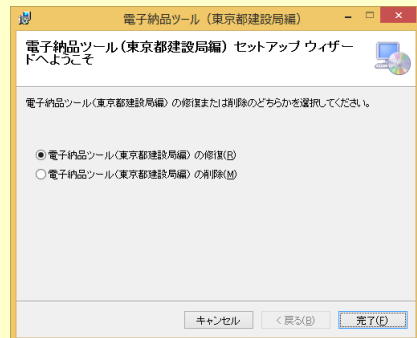 電子納品ツール（東京都建設局編）
電子納品ツール（東京都建設局編） セットアップ ウィザー
ドへようこそ
電子納品ツール（東京都建設局編） の修復または削除のどちらかを選択してください。
電子納品ツール（東京都建設局編） の修復(R)
電子納品ツール（東京都建設局編） の削除(M)
キャンセル
< 戻る(B)
完了(F)